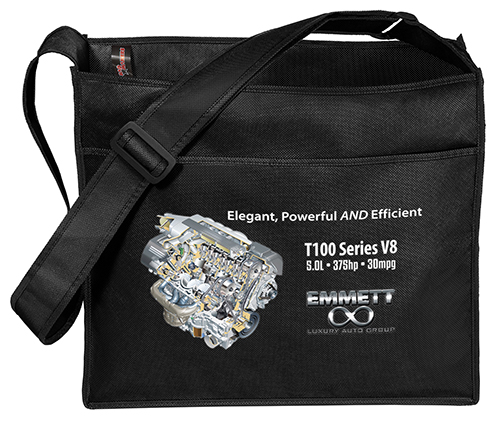 Elegant, Powerful AND Efficient
T100 Series V8
5.0L • 375hp • 30mpg
EMMETT
LUXURY AUTO GROUP